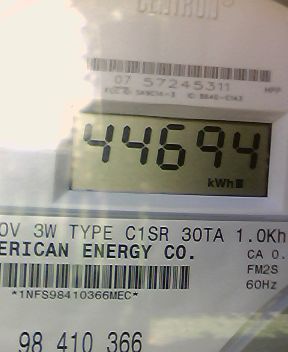 CENTRON®
07 57245311
44694
kWh
0V 3W TYPE C1SR 30TA 1.0Kh
ERICAN ENERGY CO.
CA 0.
FM2S
*1NFS98410366MEC*
60Hz
98 410 366